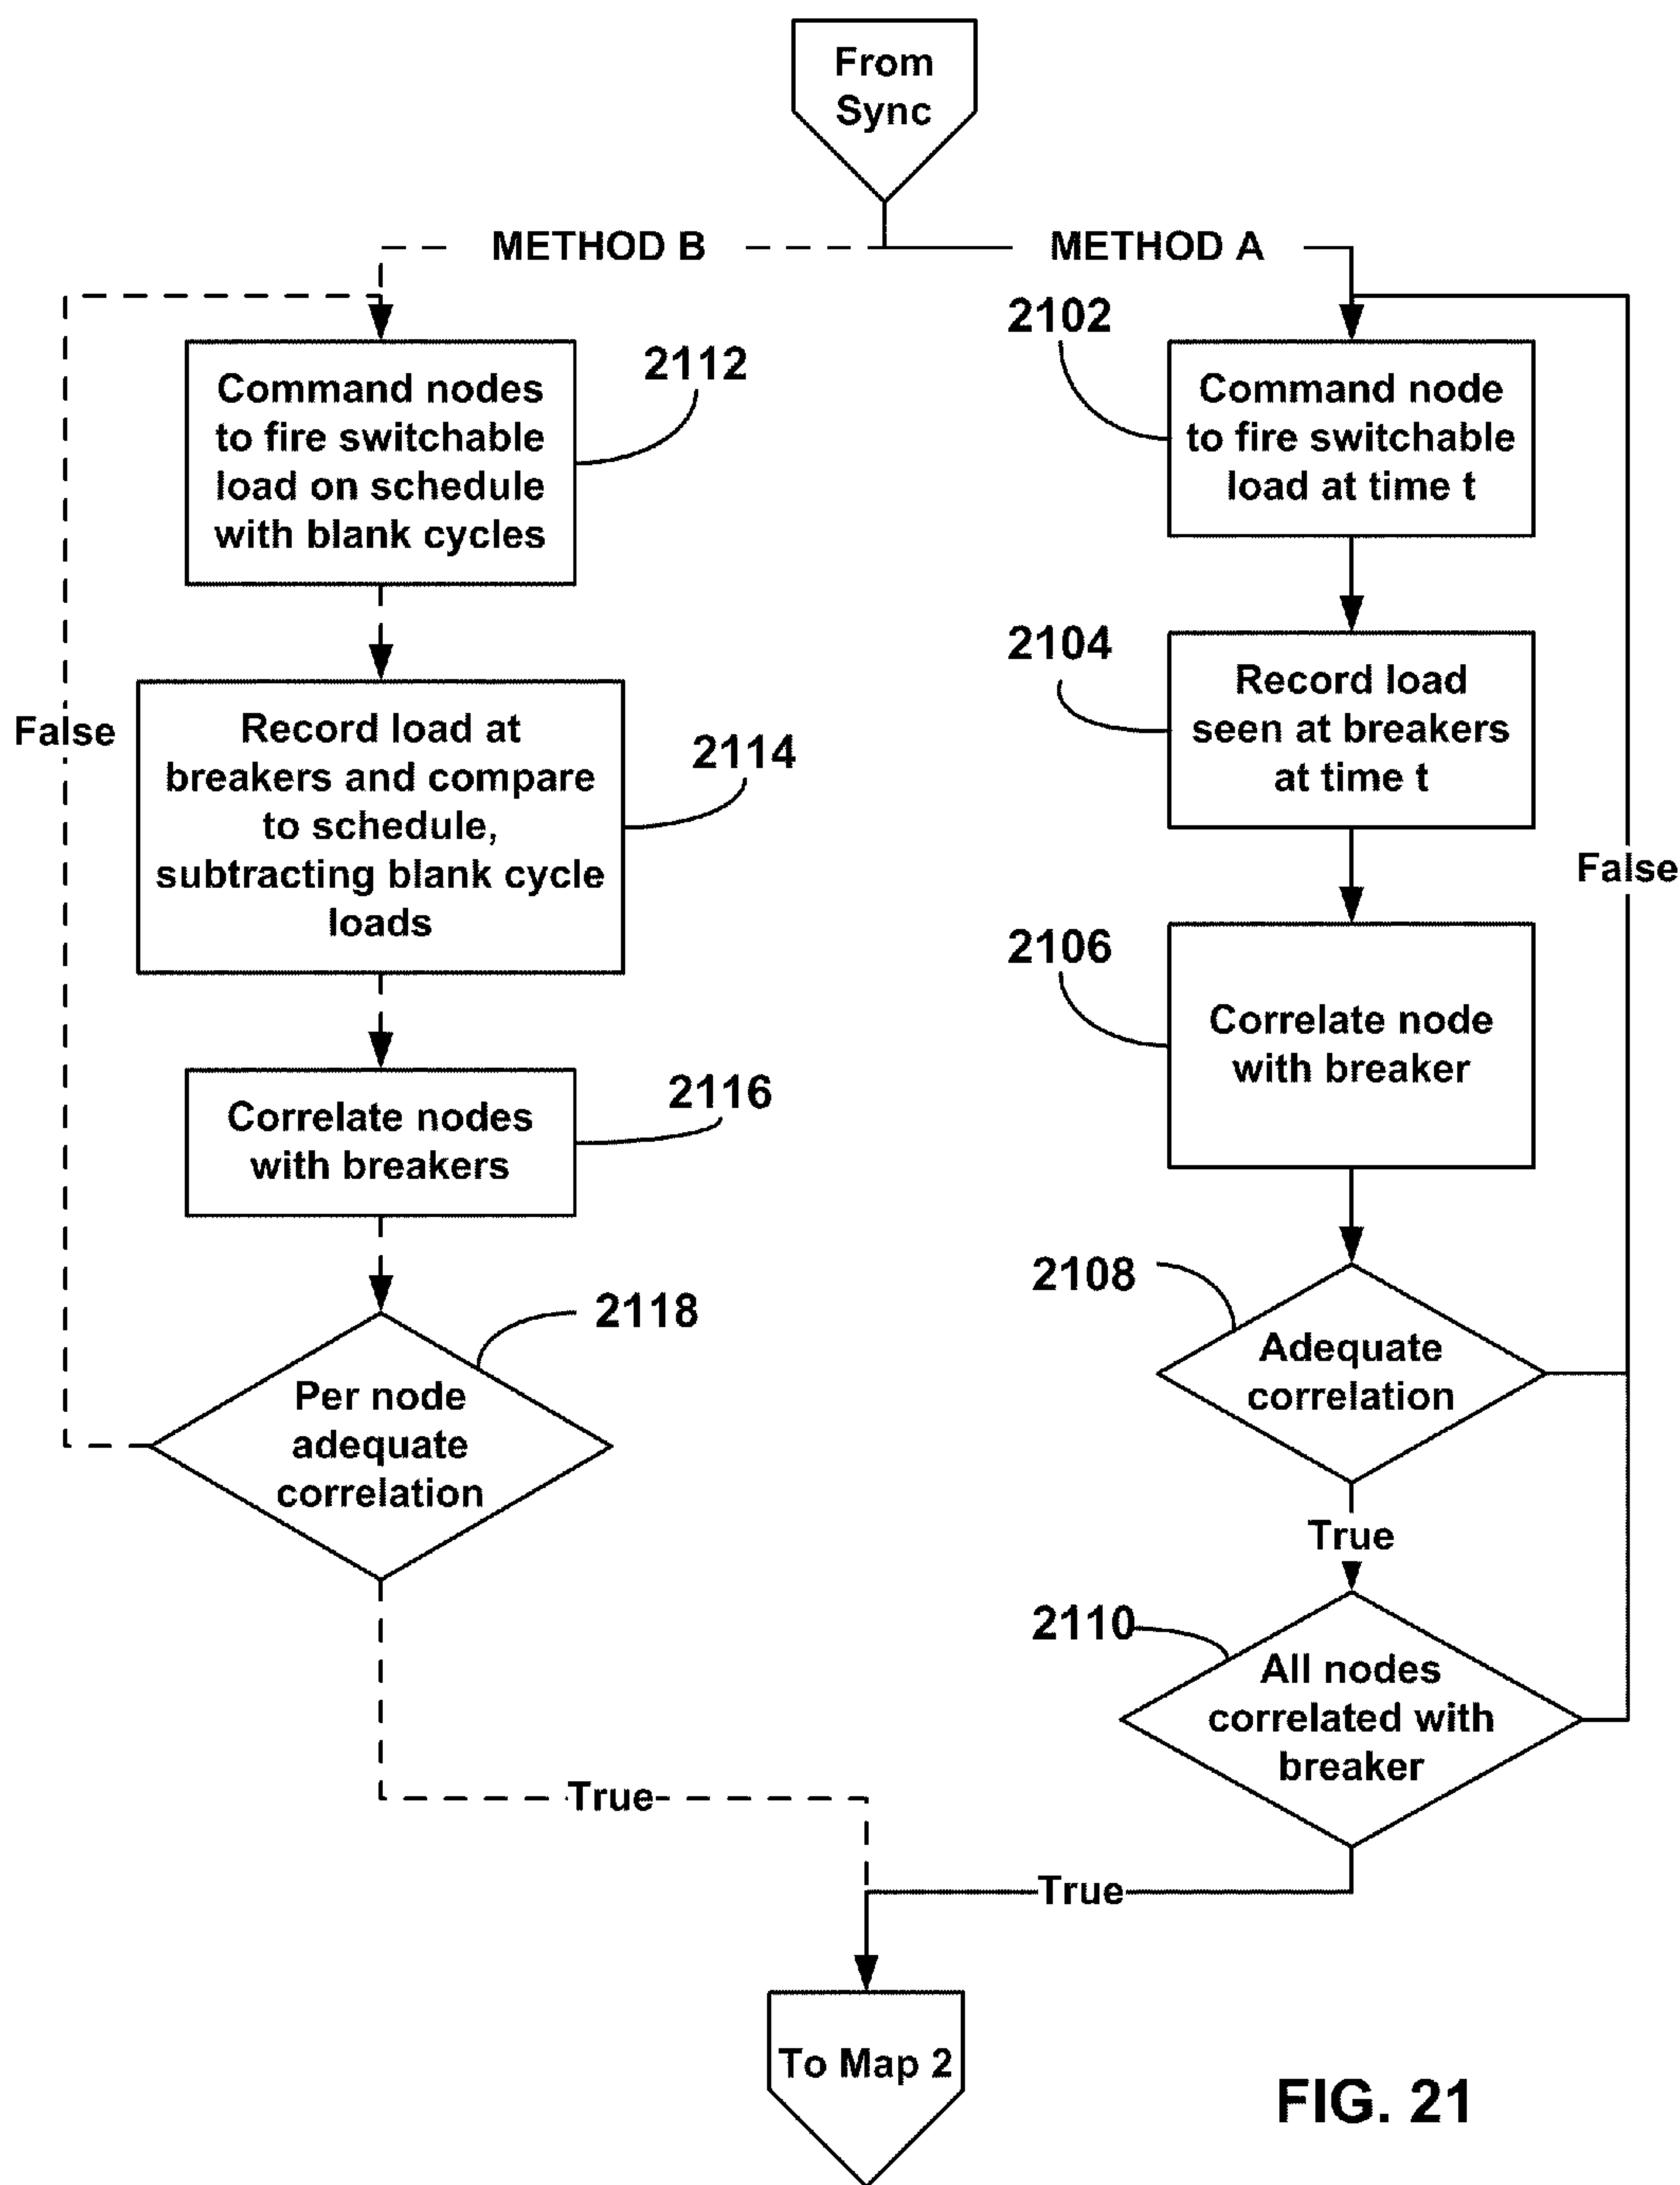 From
Sync
METHOD B
METHOD A
2112
Command nodes
to fire switchable
load on schedule
with blank cycles
2114
Record load at
breakers and compare
to schedule,
subtracting blank cycle
loads
False
2116
Correlate nodes
with breakers
2118
Per node
adequate
correlation
True
2102
Command node
to fire switchable
load at time t
2104
Record load
seen at breakers
at time t
False
2106
Correlate node
with breaker
2108
Adequate
correlation
True
2110
All nodes
correlated with
breaker
True
To Map 2
FIG. 21